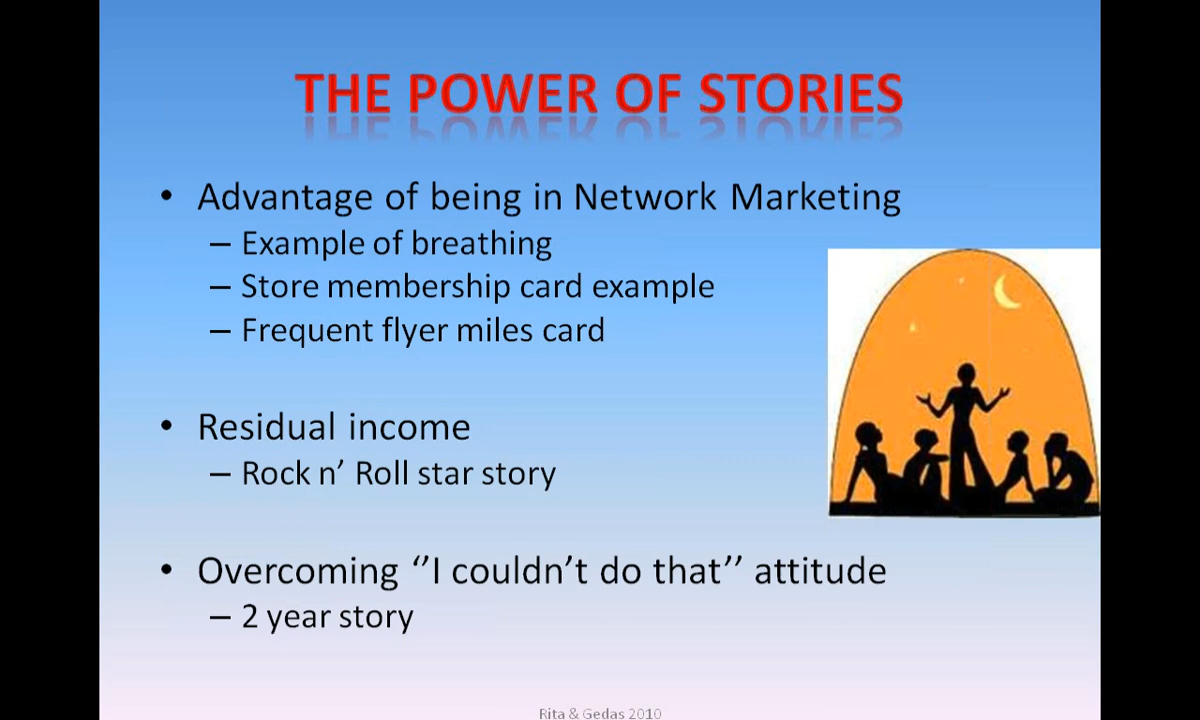 THE POWER OF STORIES
• Advantage of being in Network Marketing
– Example of breathing
– Store membership card example
– Frequent flyer miles card
• Residual income
– Rock n’ Roll star story
• Overcoming ‘’I couldn’t do that’’ attitude
– 2 year story
Rita & Gedas 2010